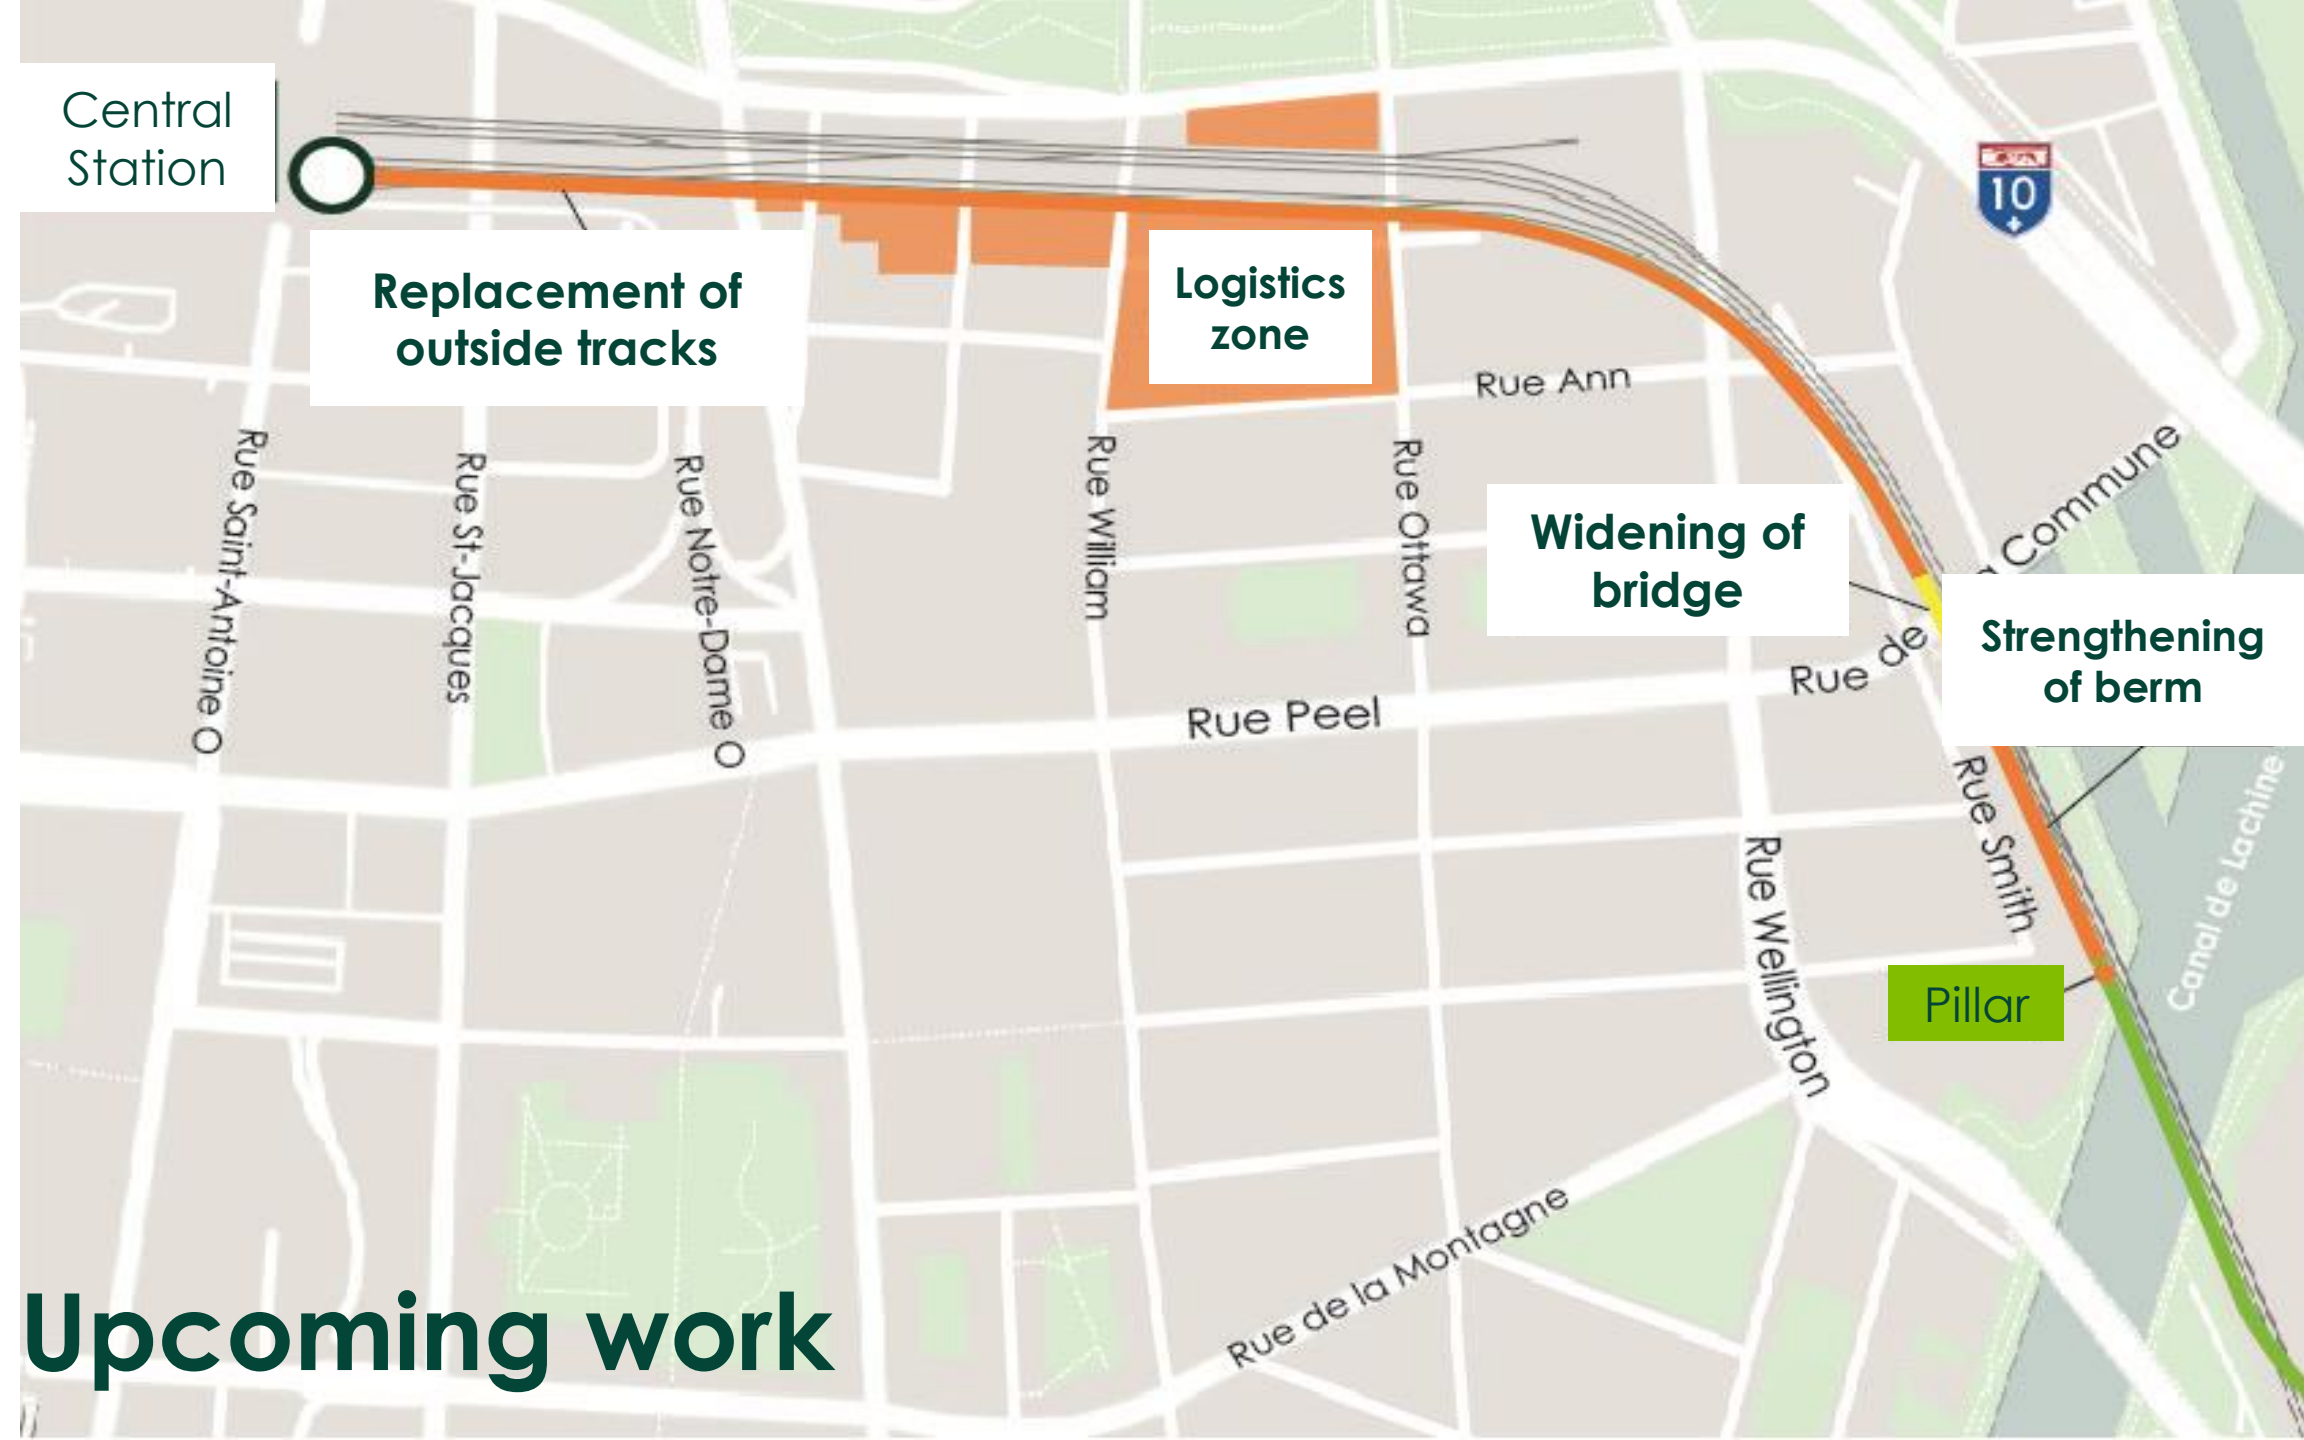 Central
Station
10
Replacement of
outside tracks
Logistics
zone
Rue Ann
Commune
Rue Saint-Antoine O
Rue St-Jacques
Rue Notre-Dame O
Rue William
Rue Ottawa
Widening of
bridge
Strengthening
of berm
Rue de
Rue Peel
Rue Smith
Canal de Lachine
Rue Wellington
Pillar
Rue de la Montagne
Upcoming work